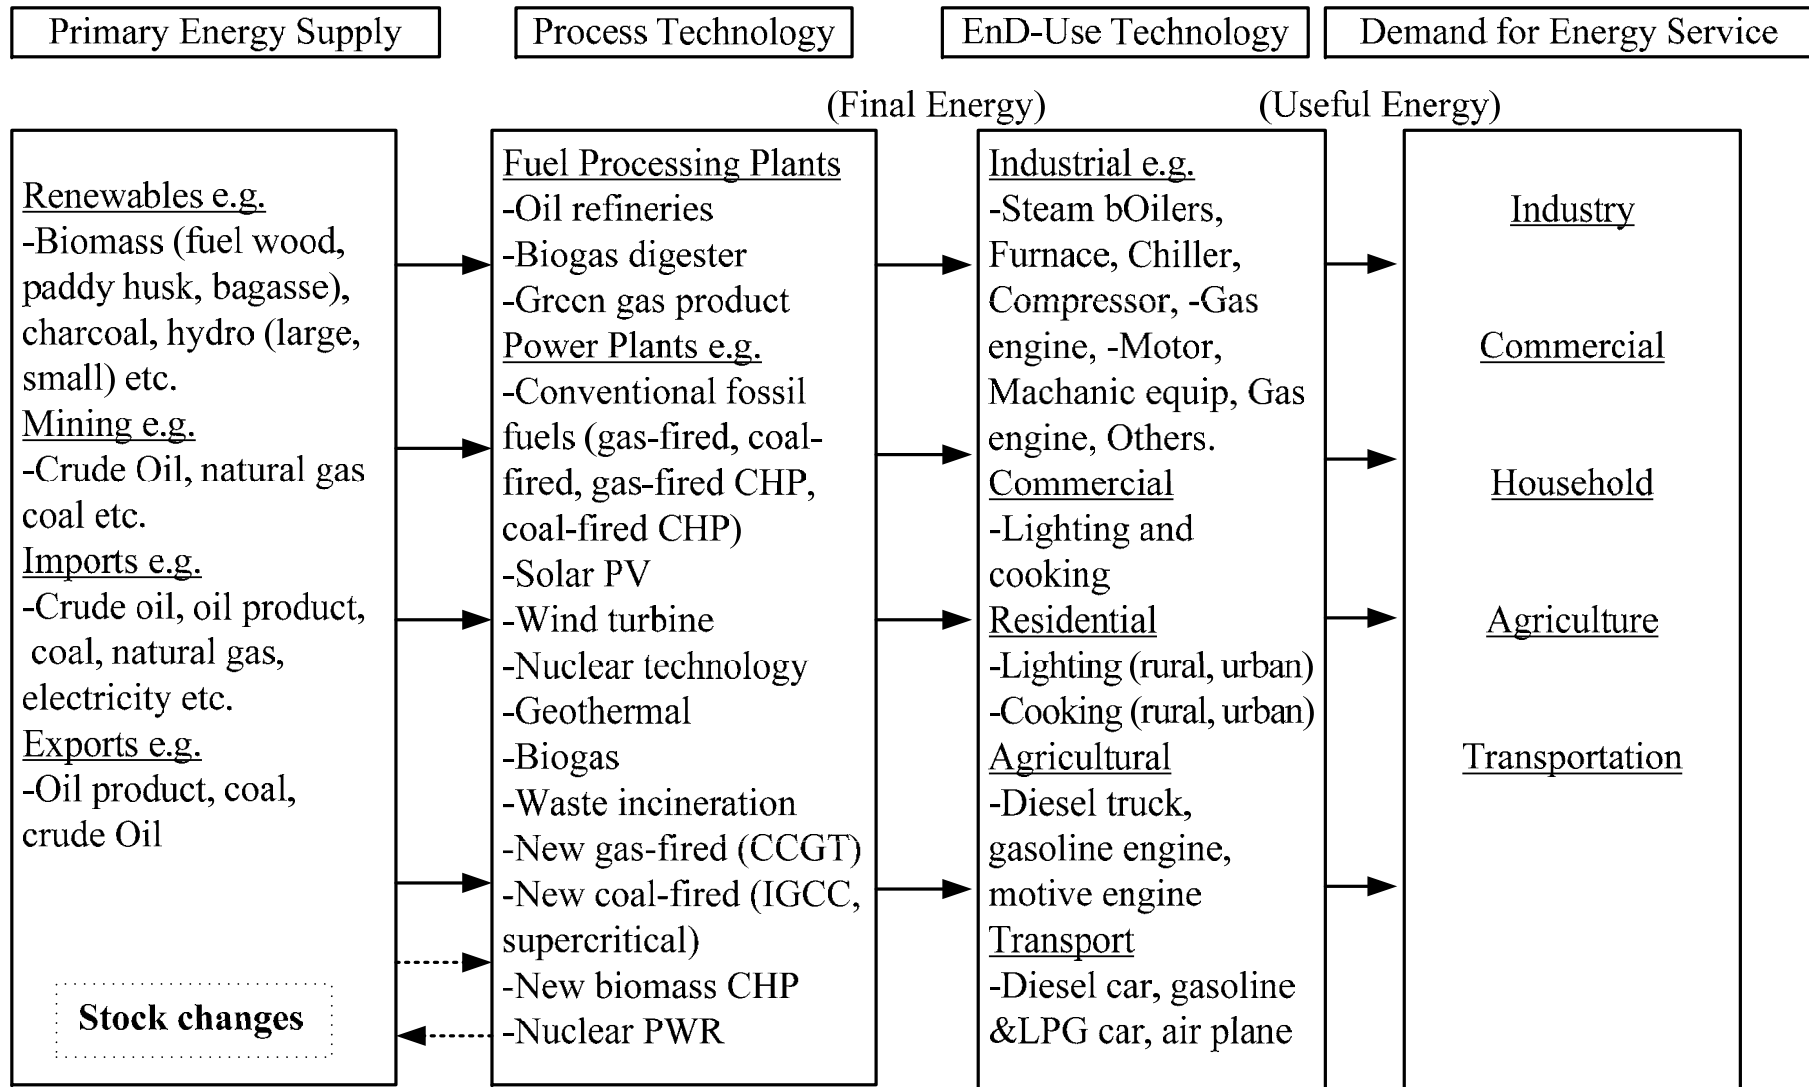 Primary Energy Supply
Process Technology
EnD-Use Technology
Demand for Energy Service
(Final Energy)
(Useful Energy)
Renewables e.g.
-Biomass (fuel wood,
paddy husk, bagasse),
charcoal, hydro (large,
small) etc.
Mining e.g.
-Crude Oil, natural gas
coal etc.
Imports e.g.
-Crude oil, oil product,
coal, natural gas,
electricity etc.
Exports e.g.
-Oil product, coal,
crude Oil
Stock changes
Fuel Processing Plants
-Oil refineries
-Biogas digester
-Green gas product
Power Plants e.g.
-Conventional fossil
fuels (gas-fired, coal-
fired, gas-fired CHP,
coal-fired CHP)
-Solar PV
-Wind turbine
-Nuclear technology
-Geothermal
-Biogas
-Waste incineration
-New gas-fired (CCGT)
-New coal-fired (IGCC,
supercritical)
-New biomass CHP
-Nuclear PWR
Industrial e.g.
-Steam bOilers,
Furnace, Chiller,
Compressor, -Gas
engine, -Motor,
Machanic equip, Gas
engine, Others.
Commercial
-Lighting and
cooking
Residential
-Lighting (rural, urban)
-Cooking (rural, urban)
Agricultural
-Diesel truck,
gasoline engine,
motive engine
Transport
-Diesel car, gasoline
&LPG car, air plane
Industry
Commercial
Household
Agriculture
Transportation